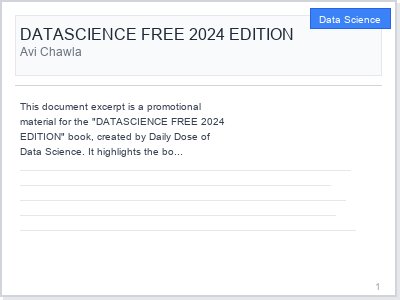 Data Science
DATASCIENCE FREE 2024 EDITION
Avi Chawla
This document excerpt is a promotional
material for the "DATASCIENCE FREE 2024
EDITION" book, created by Daily Dose of
Data Science. It highlights the bo...
1